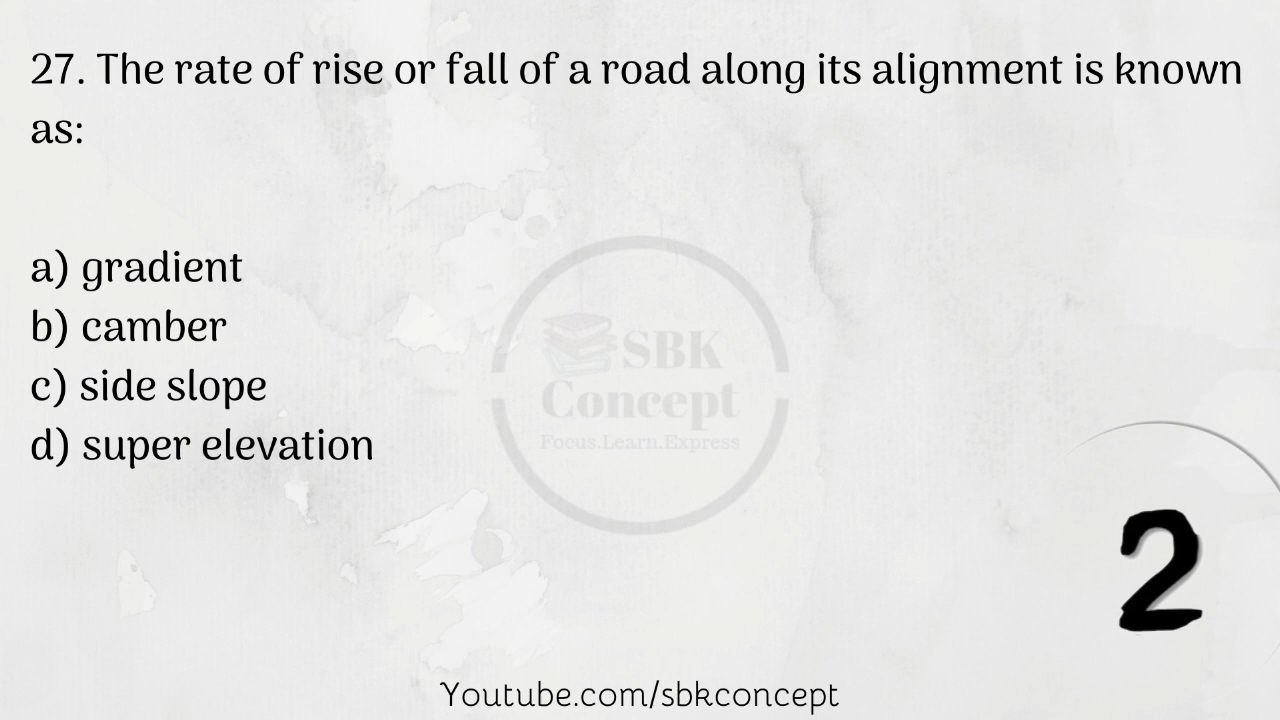 27. The rate of rise or fall of a road along its alignment is known
as:
a) gradient
b) camber
c) side slope
d) super elevation
SBK
Concept
Focus.Learn.Express
2
Youtube.com/sbkconcept